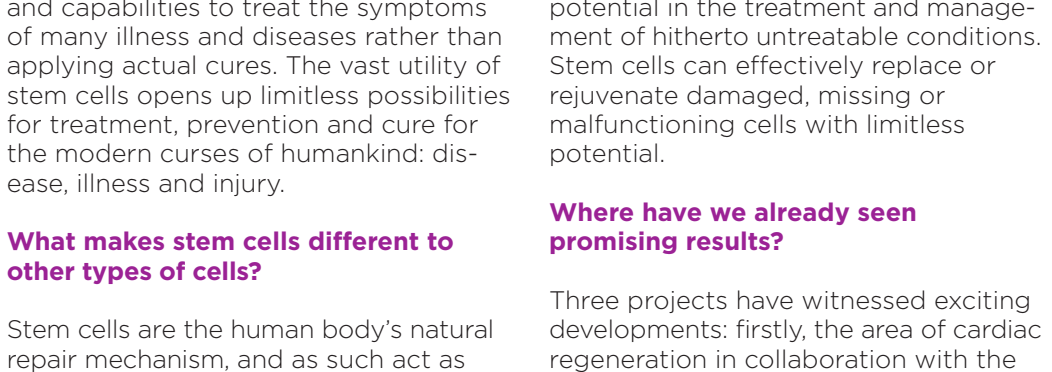 and capabilities to treat the symptoms
of many illness and diseases rather than
applying actual cures. The vast utility of
stem cells opens up limitless possibilities
for treatment, prevention and cure for
the modern curses of humankind: dis-
ease, illness and injury.
What makes stem cells different to
other types of cells?
Stem cells are the human body’s natural
repair mechanism, and as such act as
potential in the treatment and manage-
ment of hitherto untreatable conditions.
Stem cells can effectively replace or
rejuvenate damaged, missing or
malfunctioning cells with limitless
potential.
Where have we already seen
promising results?
Three projects have witnessed exciting
developments: firstly, the area of cardiac
regeneration in collaboration with the